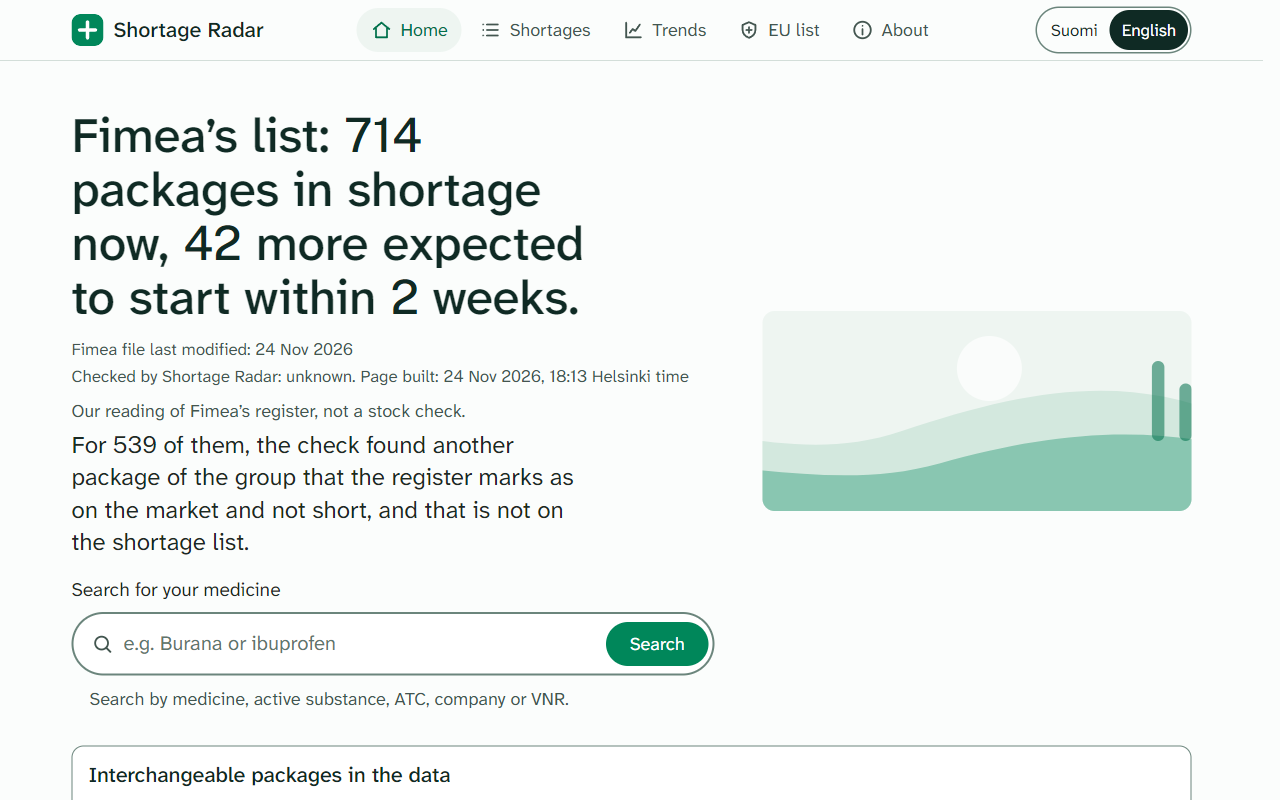 Shortage Radar
Home
Shortages
Trends
EU list
About
Suomi
English
Fimea’s list: 714
packages in shortage
now, 42 more expected
to start within 2 weeks.
Fimea file last modified: 24 Nov 2026
Checked by Shortage Radar: unknown. Page built: 24 Nov 2026, 18:13 Helsinki time
Our reading of Fimea’s register, not a stock check.
For 539 of them, the check found another
package of the group that the register marks as
on the market and not short, and that is not on
the shortage list.
Search for your medicine
e.g. Burana or ibuprofen
Search
Search by medicine, active substance, ATC, company or VNR.
Interchangeable packages in the data